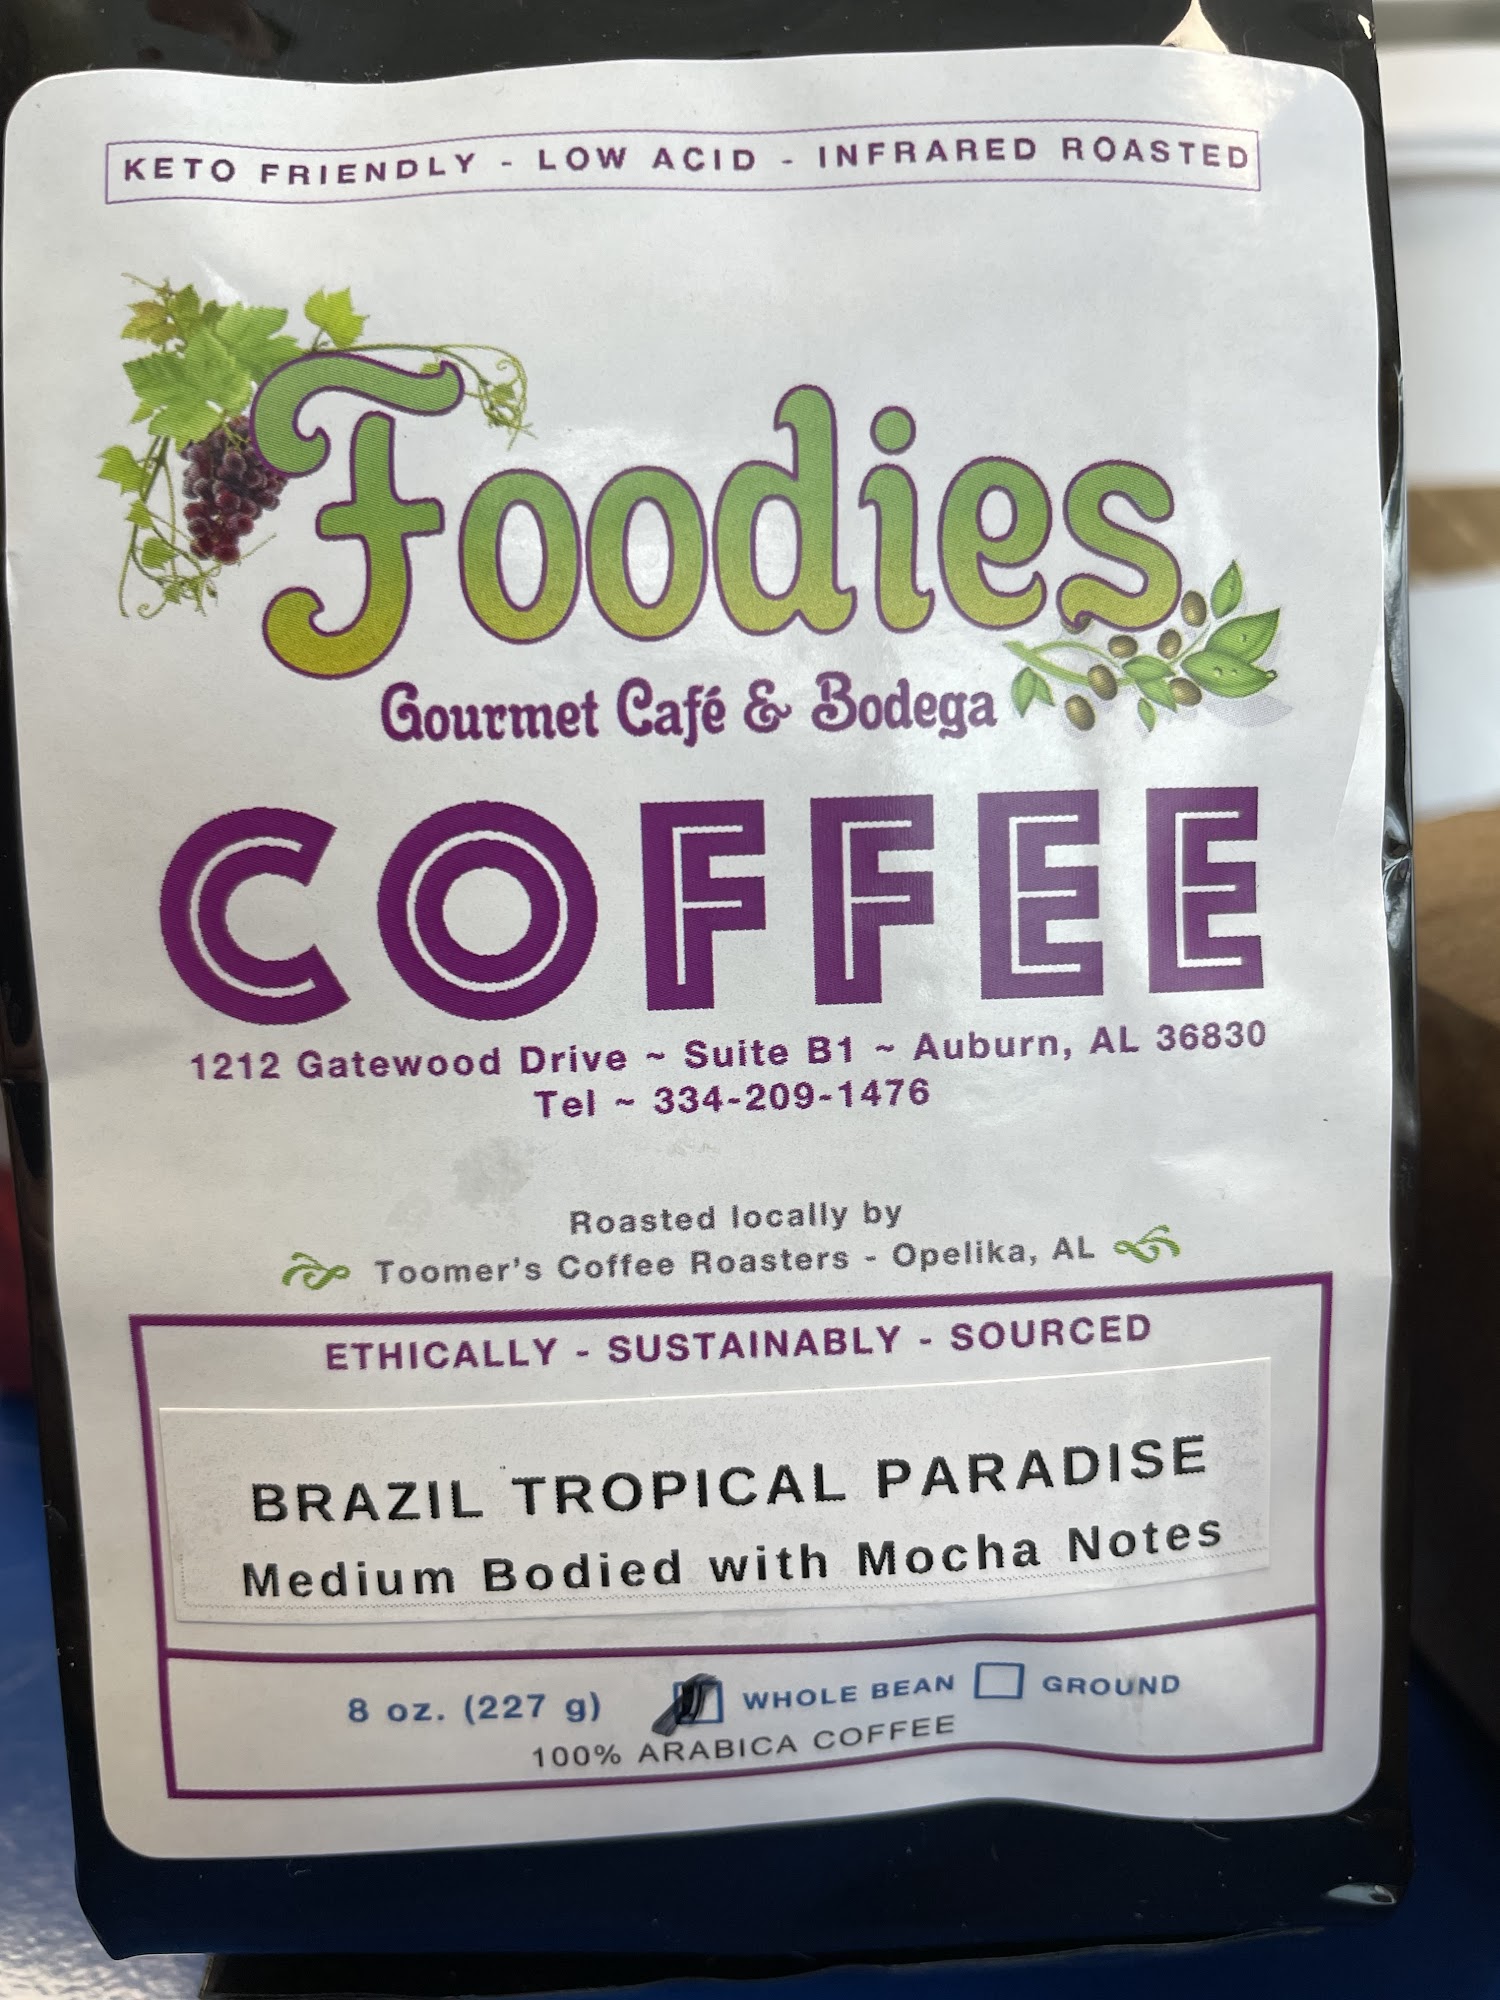 KETO FRIENDLY - LOW ACID - INFRARED ROASTED
Foodies
Gourmet Café & Bodega
COFFEE
1212 Gatewood Drive ~ Suite B1 ~ Auburn, AL 36830
Tel ~ 334-209-1476
Roasted locally by
Toomer's Coffee Roasters - Opelika, AL
ETHICALLY - SUSTAINABLY - SOURCED
BRAZIL TROPICAL PARADISE
Medium Bodied with Mocha Notes
8 oz. (227 g) WHOLE BEAN GROUND
100% ARABICA COFFEE